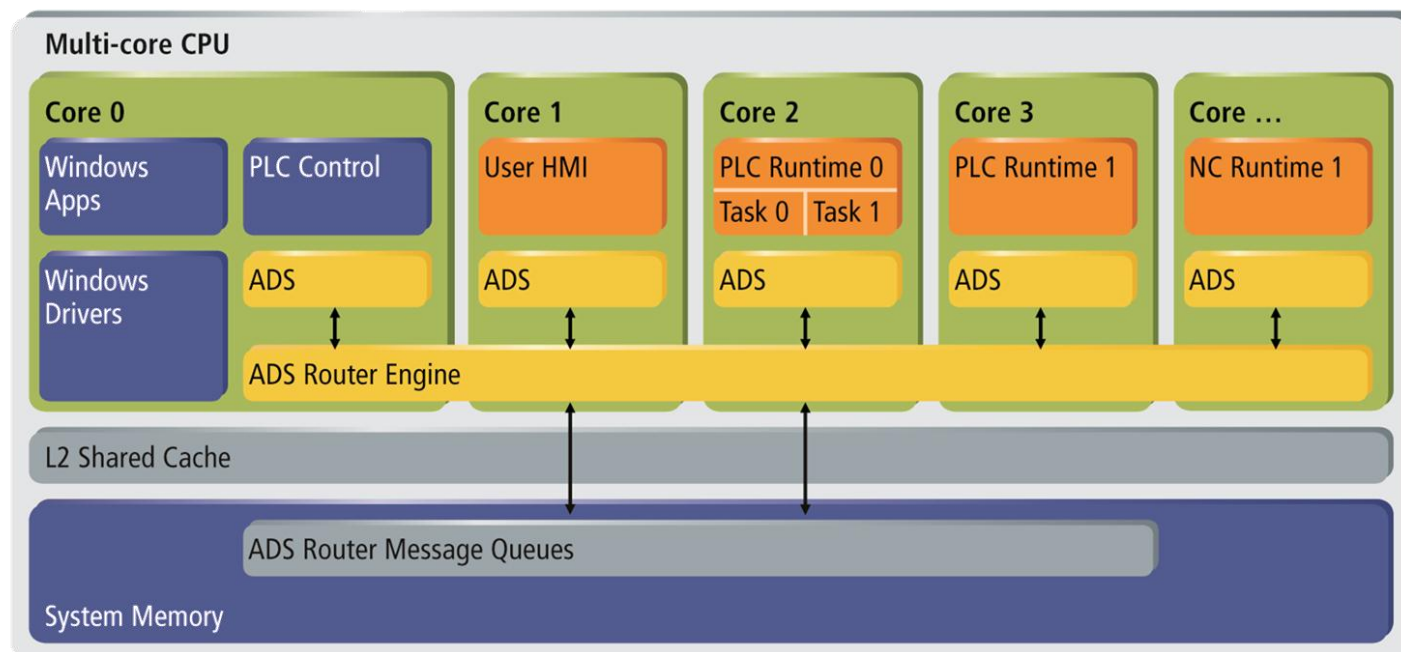 Multi-core CPU
Core 0
Windows
Apps
PLC Control
Windows
Drivers
ADS
Core 1
User HMI
ADS
Core 2
PLC Runtime 0
Task 0
Task 1
ADS
Core 3
PLC Runtime 1
ADS
Core ...
NC Runtime 1
ADS
ADS Router Engine
L2 Shared Cache
ADS Router Message Queues
System Memory